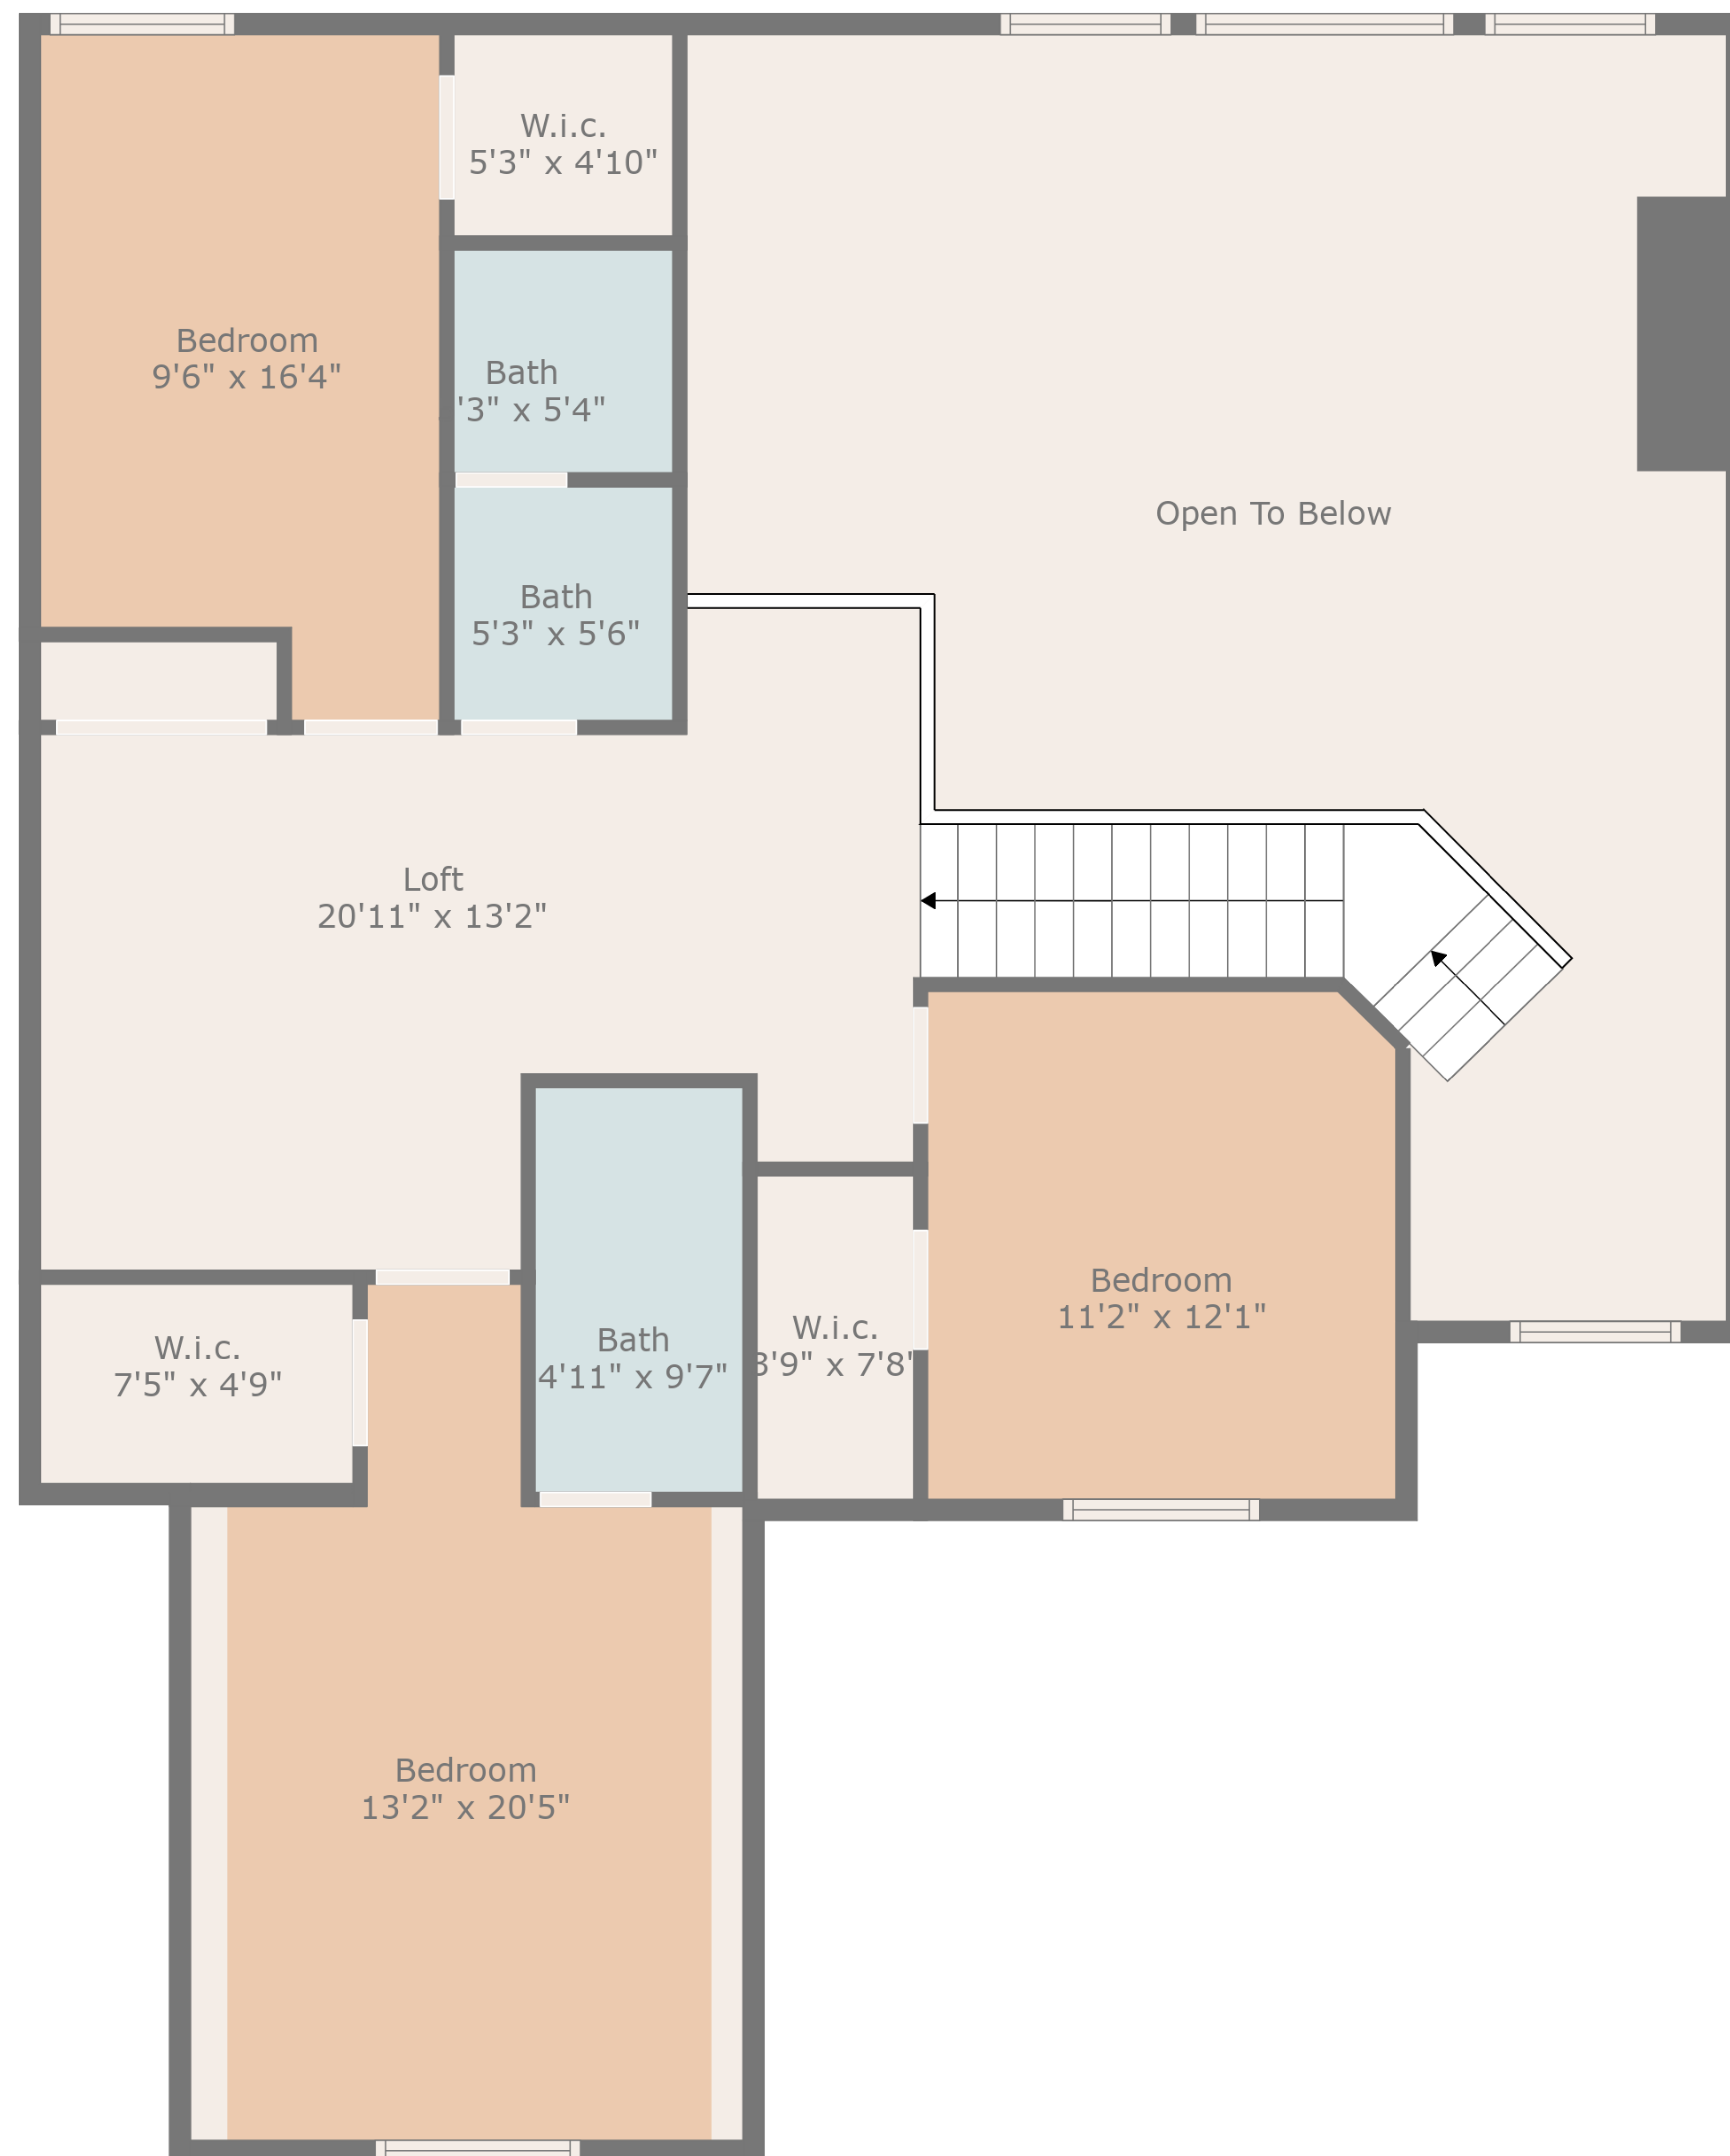 W.i.c.
5'3" x 4'10"
Bedroom
9'6" x 16'4"
Bath
'3" x 5'4"
Open To Below
Bath
5'3" x 5'6"
Loft
20'11" x 13'2"
Bedroom
11'2" x 12'1"
W.i.c.
7'5" x 4'9"
Bath
4'11" x 9'7"
W.i.c.
3'9" x 7'8'
Bedroom
13'2" x 20'5"